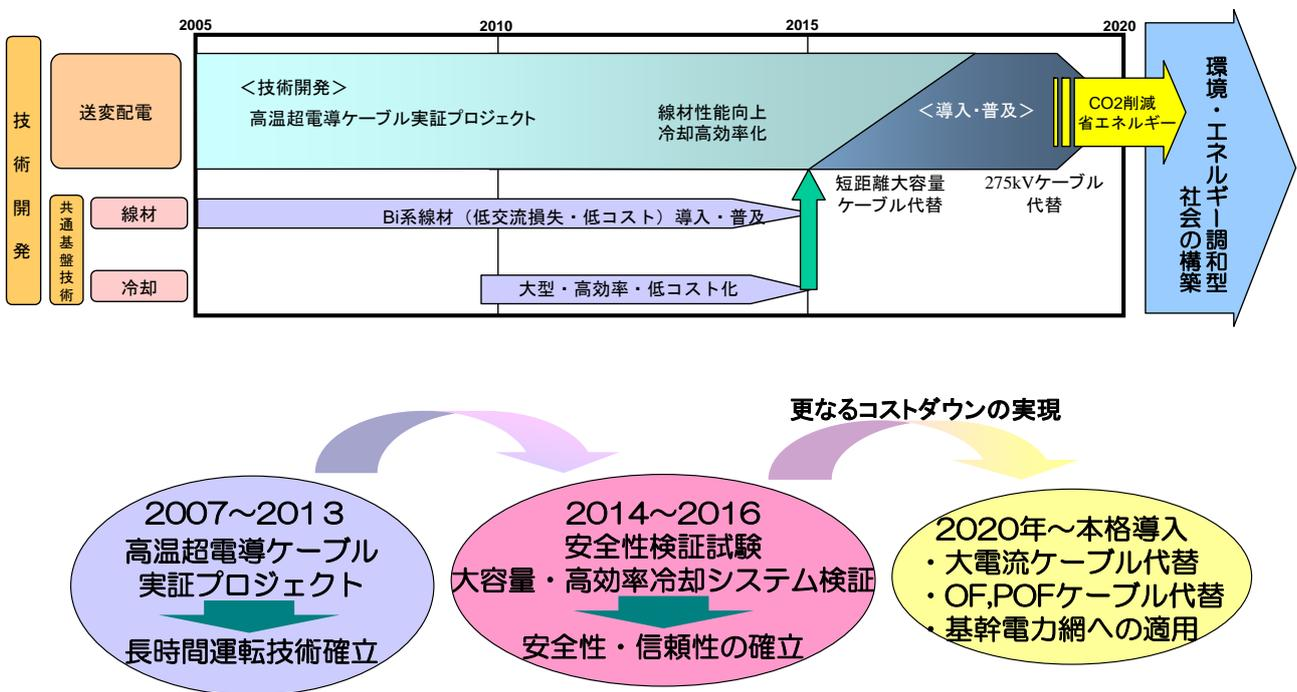 2005
2010
2015
2020
技術開発
送変配電
＜技術開発＞
高温超電導ケーブル実証プロジェクト
線材性能向上
冷却高効率化
＜導入・普及＞
CO2削減
省エネルギー
環境・エネルギー調和型
社会の構築
共通基盤技術
線材
Bi系線材（低交流損失・低コスト）導入・普及
短距離大容量
ケーブル代替
275kVケーブル
代替
冷却
大型・高効率・低コスト化
更なるコストダウンの実現
2007～2013
高温超電導ケーブル
実証プロジェクト
長時間運転技術確立
2014～2016
安全性検証試験
大容量・高効率冷却システム検証
安全性・信頼性の確立
2020年～本格導入
・大電流ケーブル代替
・OF,POFケーブル代替
・基幹電力網への適用